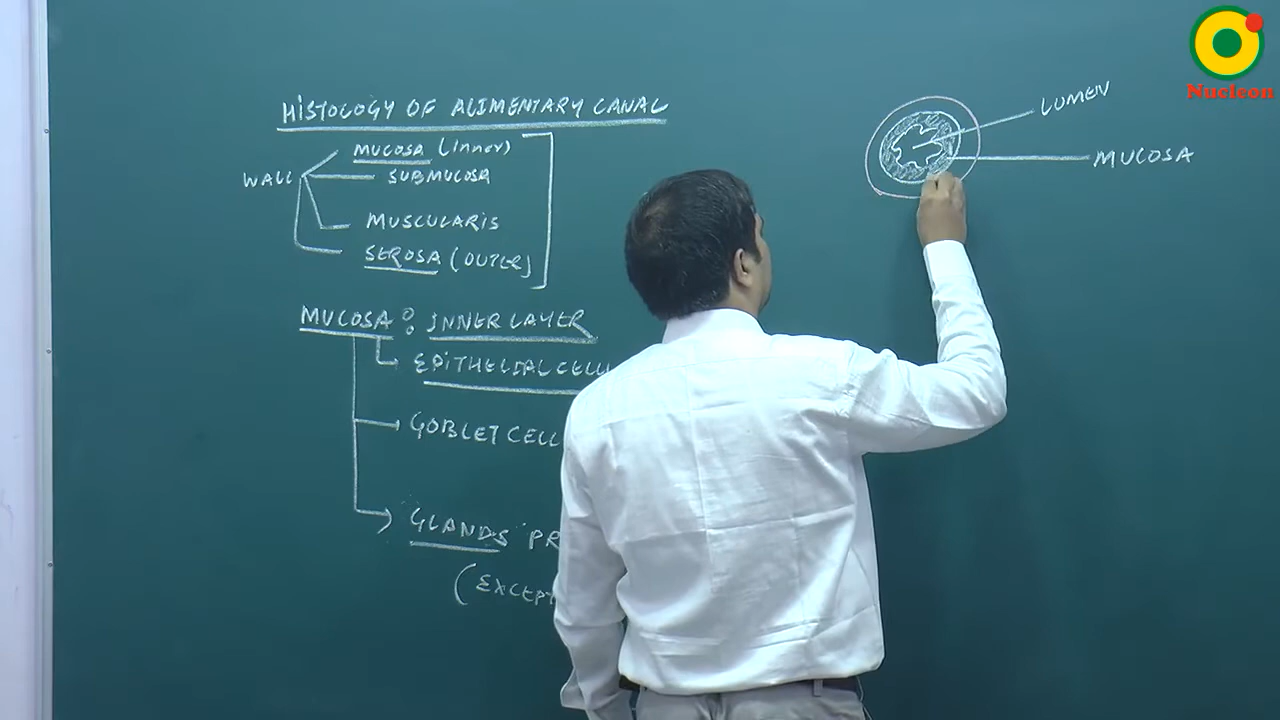 Nucleon
HISTOLOGY OF ALIMENTARY CANAL
WALL
MUCOSA (INNER)
SUBMUCOSA
MUSCULARIS
SEROSA (OUTER)
MUCOSA : INNER LAYER
EPITHELIAL CELL
GOBLET CELL
GLANDS PR
(EXCEPT
LUMEN
MUCOSA